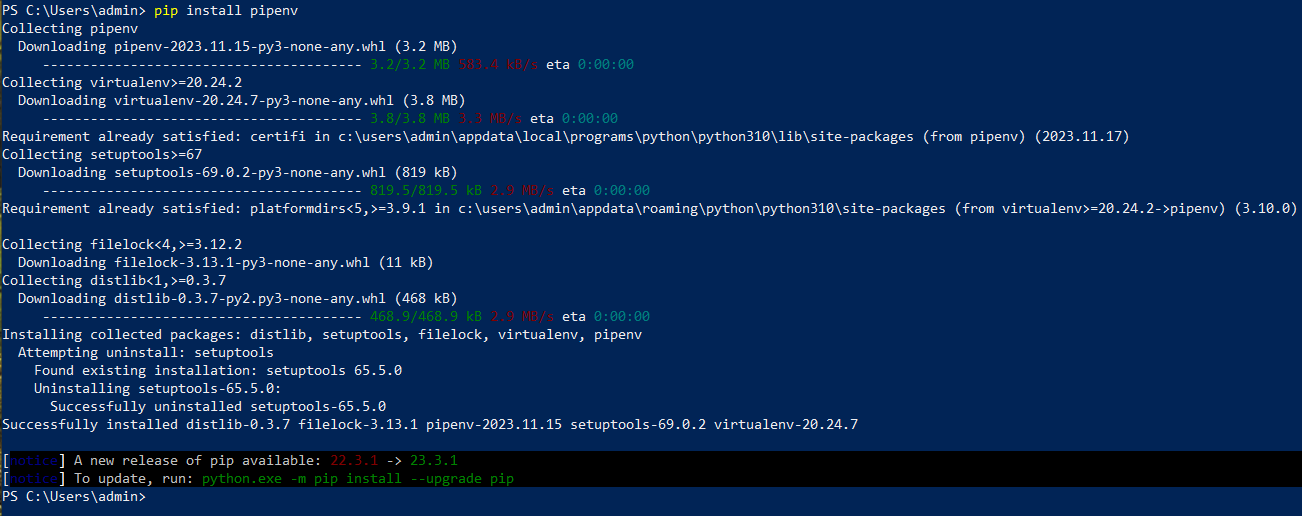 PS C:\Users\admin> pip install pipenv
Collecting pipenv
  Downloading pipenv-2023.11.15-py3-none-any.whl (3.2 MB)
     ---------------------------------------- 3.2/3.2 MB 583.4 kB/s eta 0:00:00
Collecting virtualenv>=20.24.2
  Downloading virtualenv-20.24.7-py3-none-any.whl (3.8 MB)
     ---------------------------------------- 3.8/3.8 MB 3.3 MB/s eta 0:00:00
Requirement already satisfied: certifi in c:\users\admin\appdata\local\programs\python\python310\lib\site-packages (from pipenv) (2023.11.17)
Collecting setuptools>=67
  Downloading setuptools-69.0.2-py3-none-any.whl (819 kB)
     ---------------------------------------- 819.5/819.5 kB 2.9 MB/s eta 0:00:00
Requirement already satisfied: platformdirs<5,>=3.9.1 in c:\users\admin\appdata\roaming\python\python310\site-packages (from virtualenv>=20.24.2->pipenv) (3.10.0)
Collecting filelock<4,>=3.12.2
  Downloading filelock-3.13.1-py3-none-any.whl (11 kB)
Collecting distlib<1,>=0.3.7
  Downloading distlib-0.3.7-py2.py3-none-any.whl (468 kB)
     ---------------------------------------- 468.9/468.9 kB 2.9 MB/s eta 0:00:00
Installing collected packages: distlib, setuptools, filelock, virtualenv, pipenv
  Attempting uninstall: setuptools
    Found existing installation: setuptools 65.5.0
    Uninstalling setuptools-65.5.0:
      Successfully uninstalled setuptools-65.5.0
Successfully installed distlib-0.3.7 filelock-3.13.1 pipenv-2023.11.15 setuptools-69.0.2 virtualenv-20.24.7
[notice] A new release of pip available: 22.3.1 -> 23.3.1
[notice] To update, run: python.exe -m pip install --upgrade pip
PS C:\Users\admin>